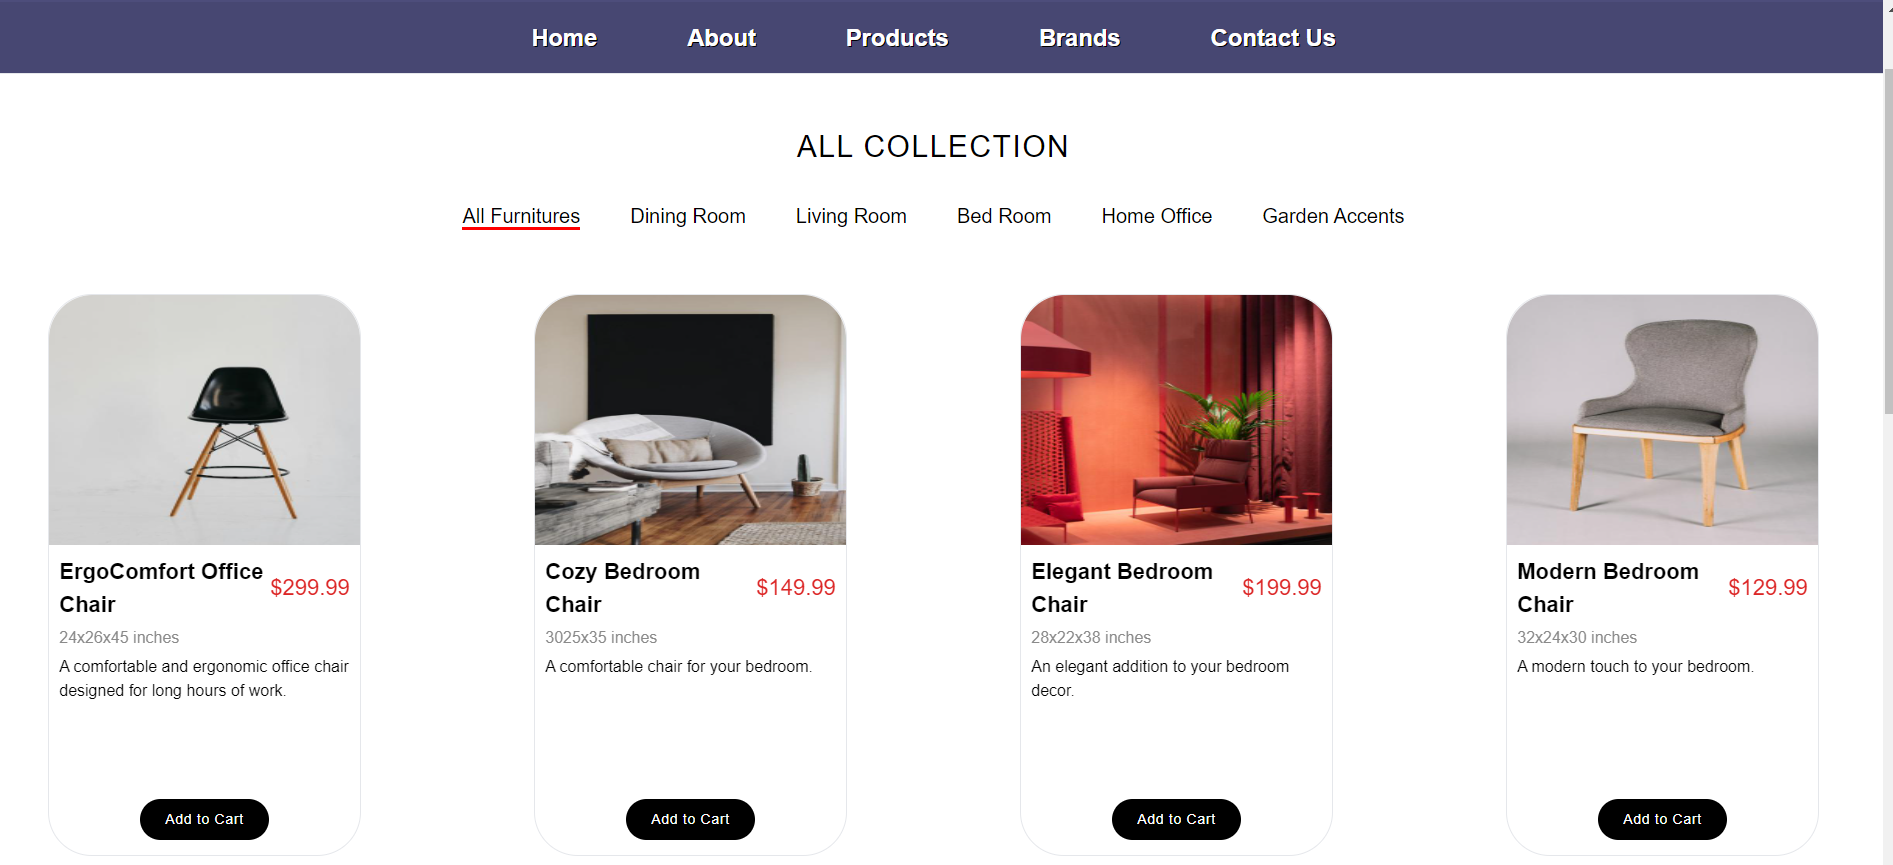 Home About Products Brands Contact Us
ALL COLLECTION
All Furnitures Dining Room Living Room Bed Room Home Office Garden Accents
ErgoComfort Office
Chair
$299.99
24x26x45 inches
A comfortable and ergonomic office chair
designed for long hours of work.
Add to Cart
Cozy Bedroom
Chair
$149.99
3025x35 inches
A comfortable chair for your bedroom.
Add to Cart
Elegant Bedroom
Chair
$199.99
28x22x38 inches
An elegant addition to your bedroom
decor.
Add to Cart
Modern Bedroom
Chair
$129.99
32x24x30 inches
A modern touch to your bedroom.
Add to Cart